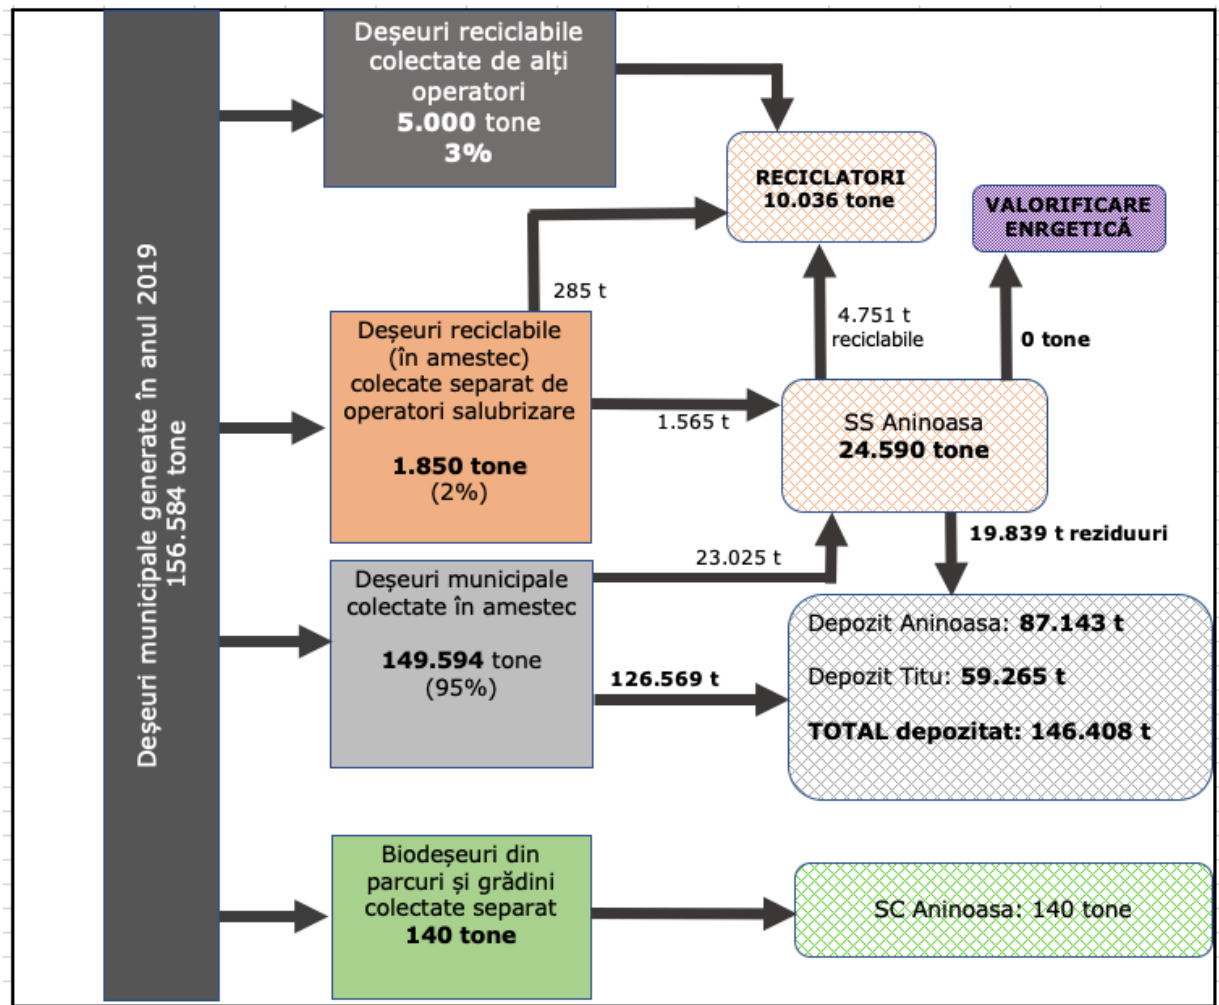 Deșeuri municipale generate în anul 2019
156.584 tone
Deșeuri reciclabile
colectate de alți
operatori
5.000 tone
3%
RECICLATORI
10.036 tone
VALORIFICARE
ENRGETICĂ
285 t
4.751 t
reciclabile
0 tone
Deșeuri reciclabile
(în amestec)
colecate separat de
operatori salubrizare
1.850 tone
(2%)
1.565 t
SS Aninoasa
24.590 tone
19.839 t reziduuri
23.025 t
Deșeuri municipale
colectate în amestec
149.594 tone
(95%)
126.569 t
Depozit Aninoasa: 87.143 t
Depozit Titu: 59.265 t
TOTAL depozitat: 146.408 t
Biodeșeuri din
parcuri și grădini
colectate separat
140 tone
SC Aninoasa: 140 tone